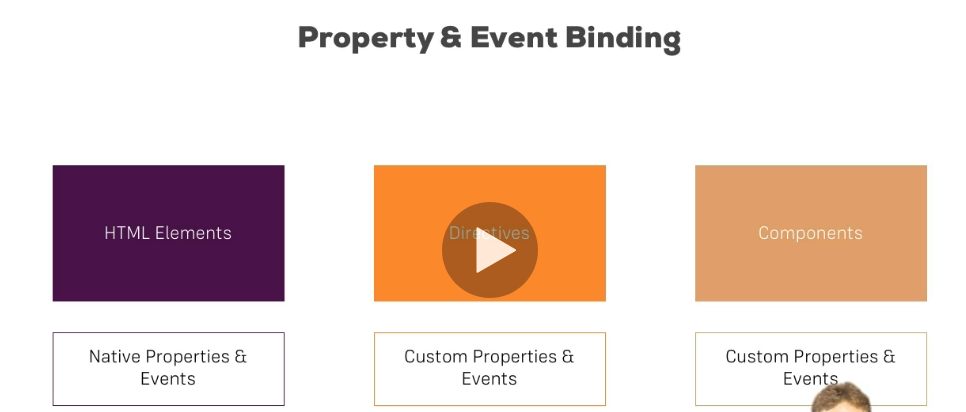 Property & Event Binding
HTML Elements
Directives
Components
Native Properties &
Events
Custom Properties &
Events
Custom Properties &
Events